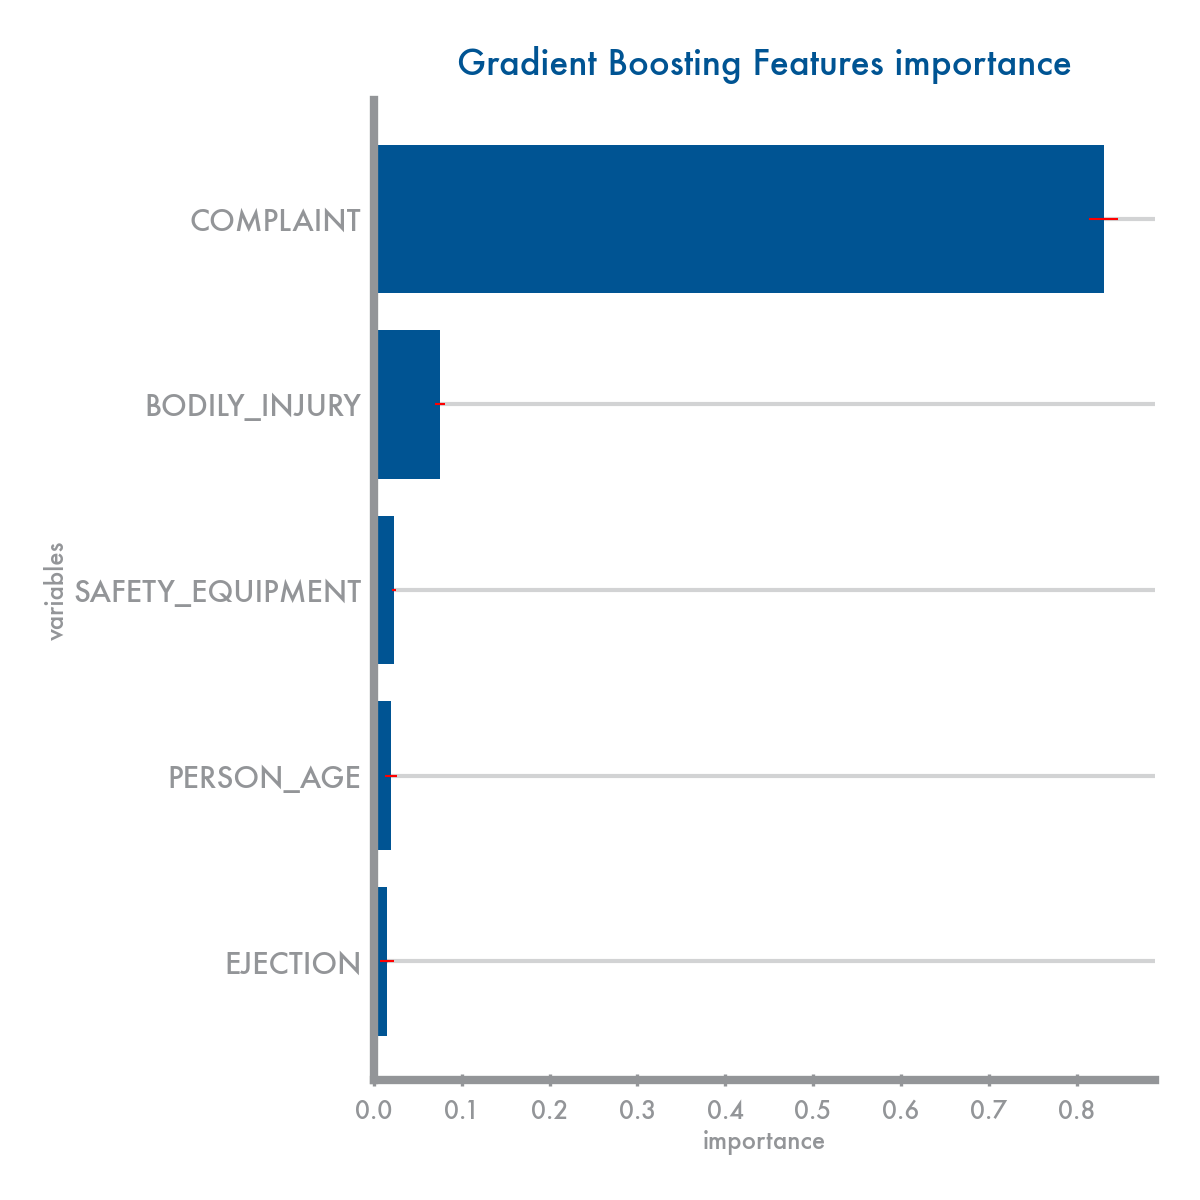 Gradient Boosting Features importance
COMPLAINT
BODILY_INJURY
SAFETY_EQUIPMENT
PERSON_AGE
EJECTION
variables
0.0 0.1 0.2 0.3 0.4 0.5 0.6 0.7 0.8
importance